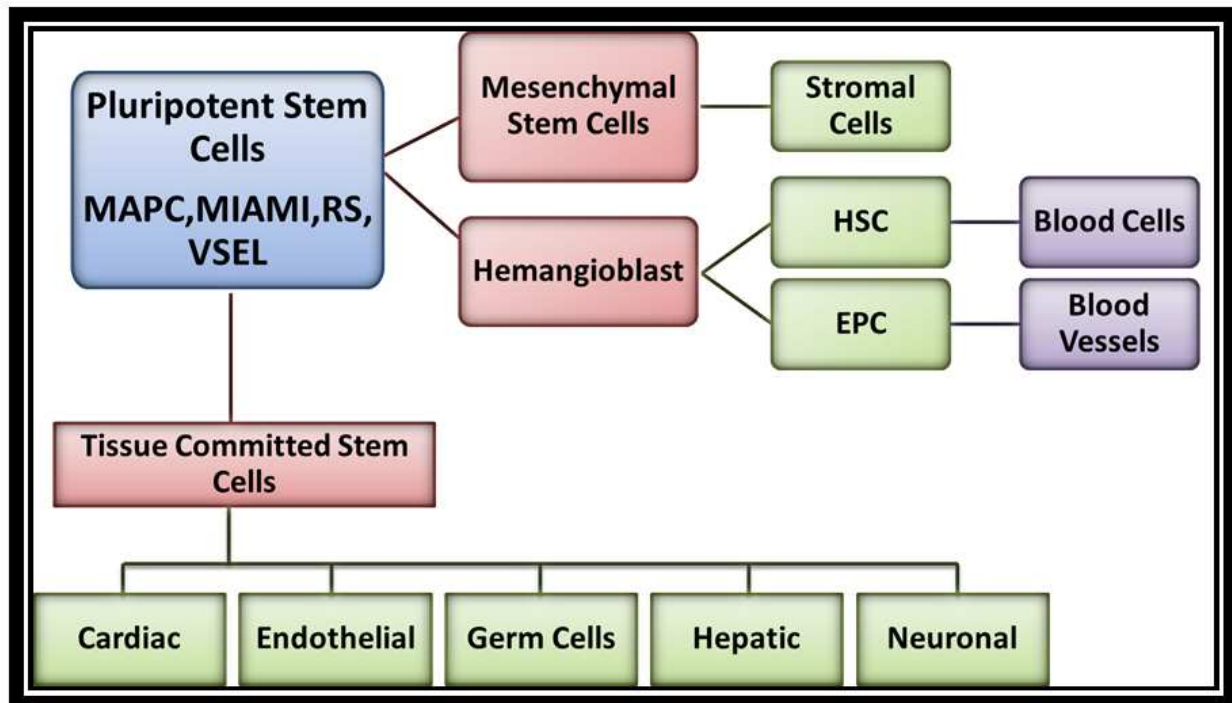 Pluripotent Stem
Cells
MAPC,MIAMI,RS,
VSEL
Mesenchymal
Stem Cells
Stromal
Cells
Hemangioblast
HSC
Blood Cells
EPC
Blood
Vessels
Tissue Committed Stem
Cells
Cardiac
Endothelial
Germ Cells
Hepatic
Neuronal